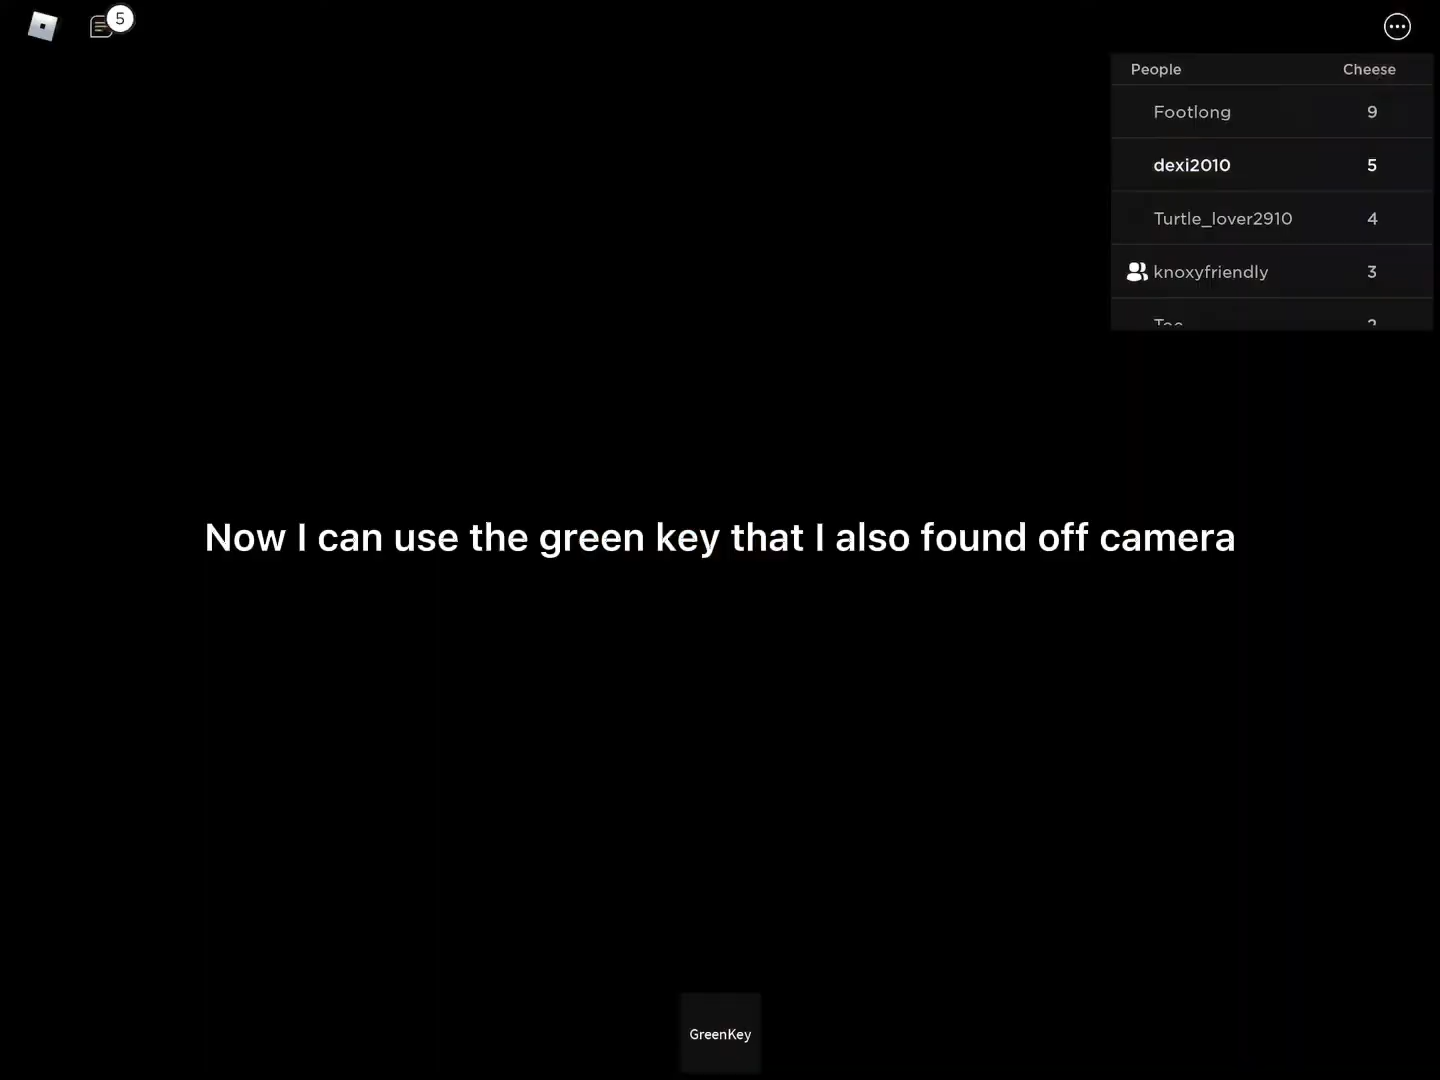 5
People Cheese
Footlong 9
dexi2010 5
Turtle_lover2910 4
knoxyfriendly 3
Now I can use the green key that I also found off camera
GreenKey